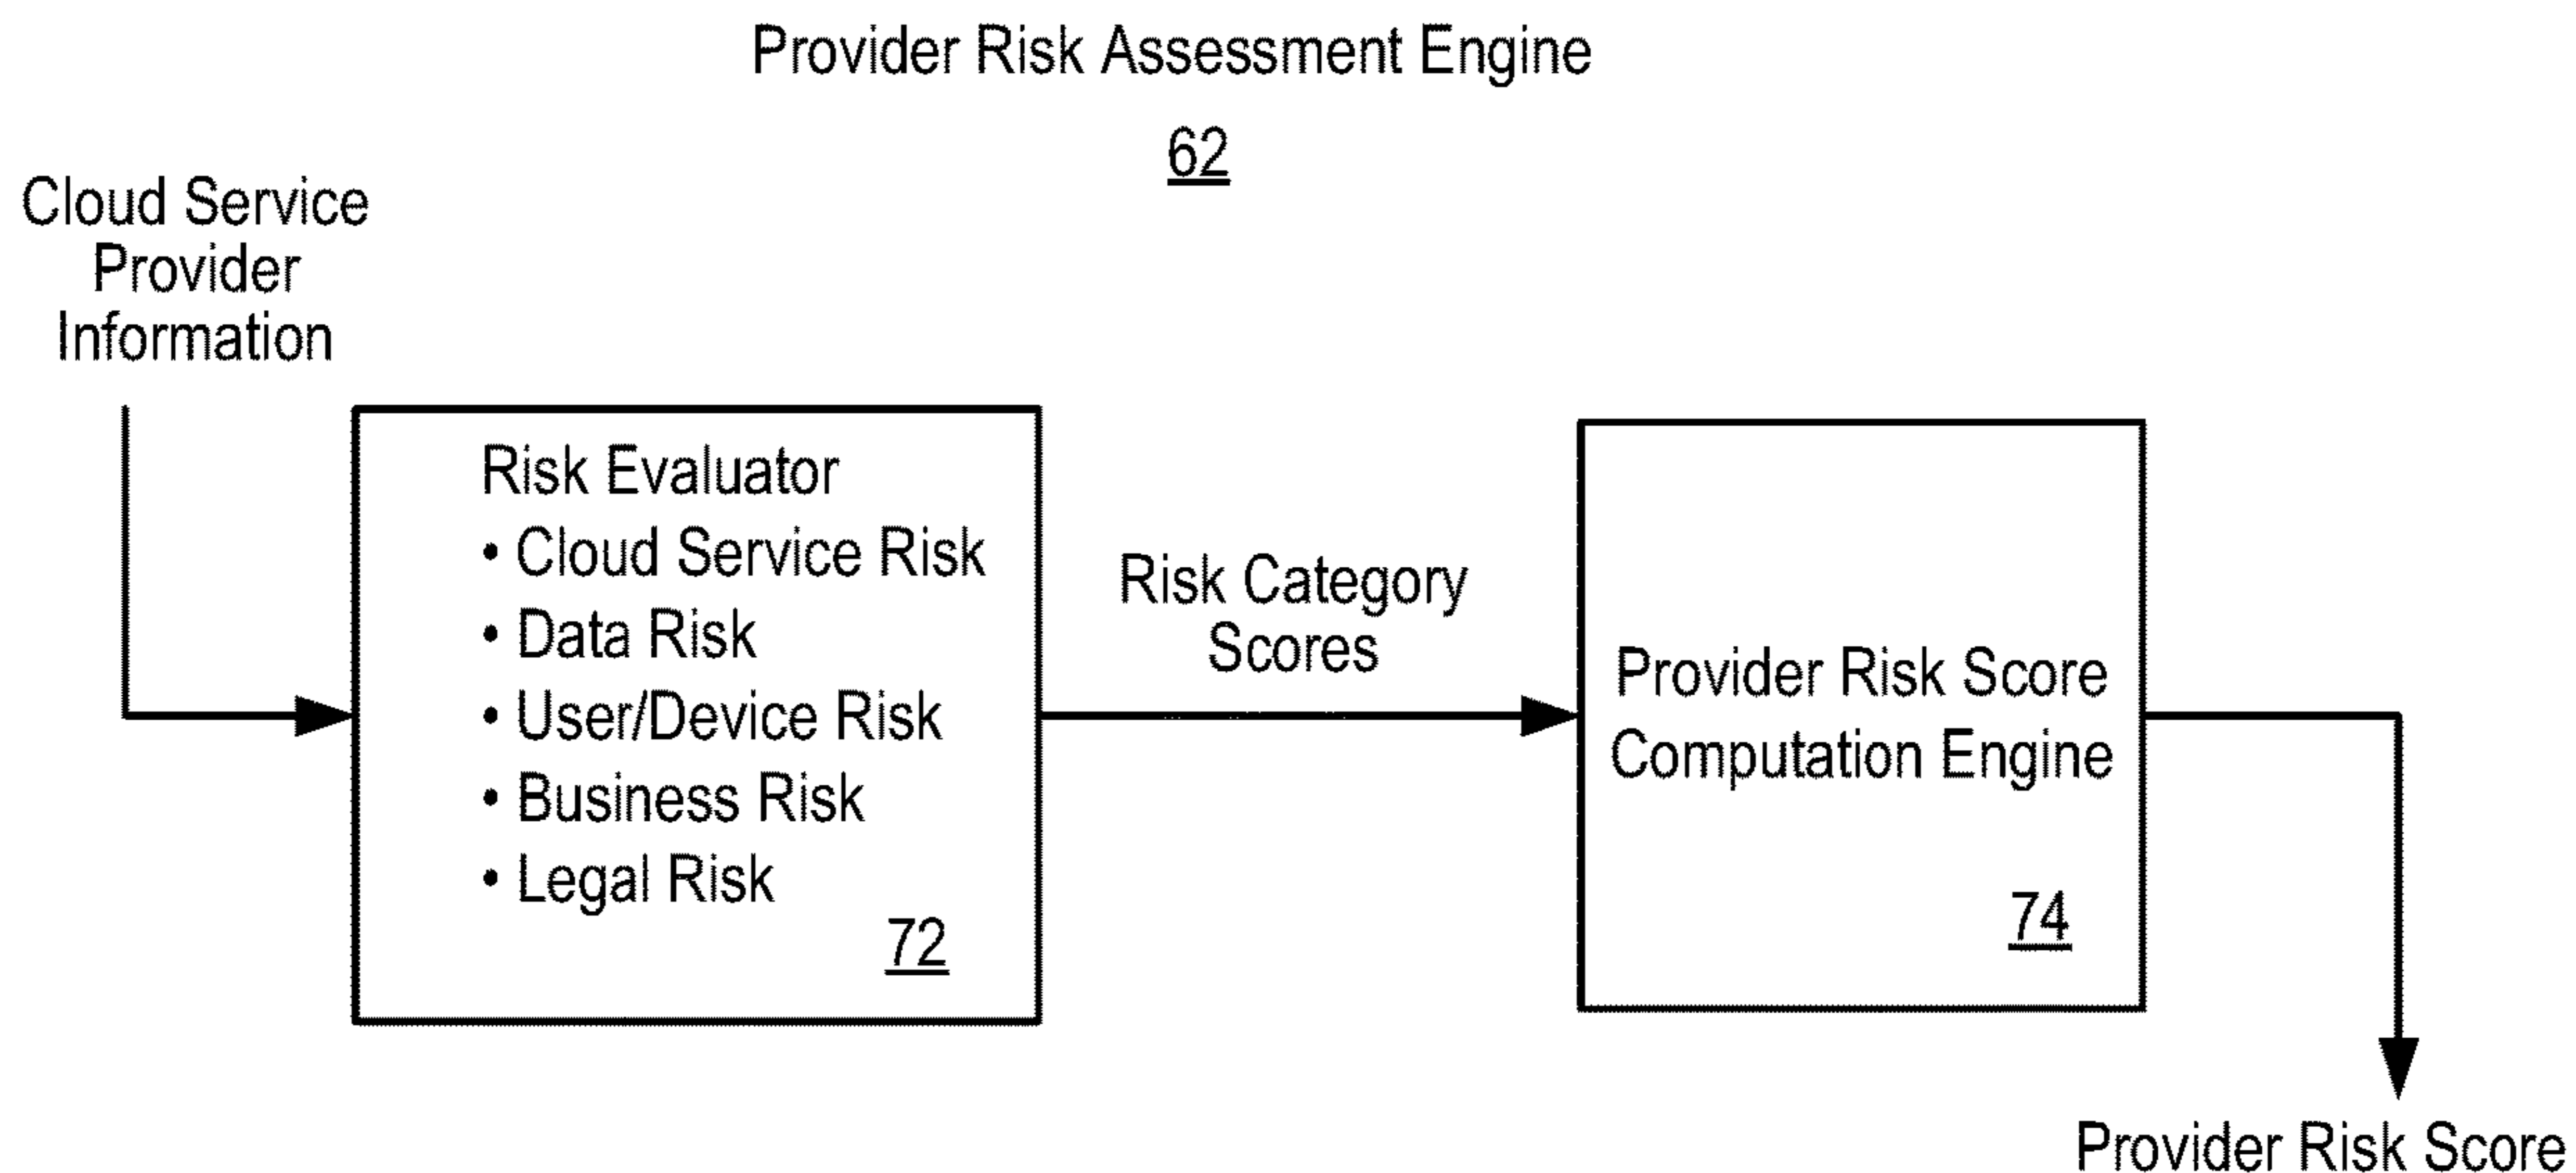 Provider Risk Assessment Engine
62
Cloud Service
Provider
Information
Risk Evaluator
• Cloud Service Risk
• Data Risk
• User/Device Risk
• Business Risk
• Legal Risk
72
Risk Category
Scores
Provider Risk Score
Computation Engine
74
Provider Risk Score